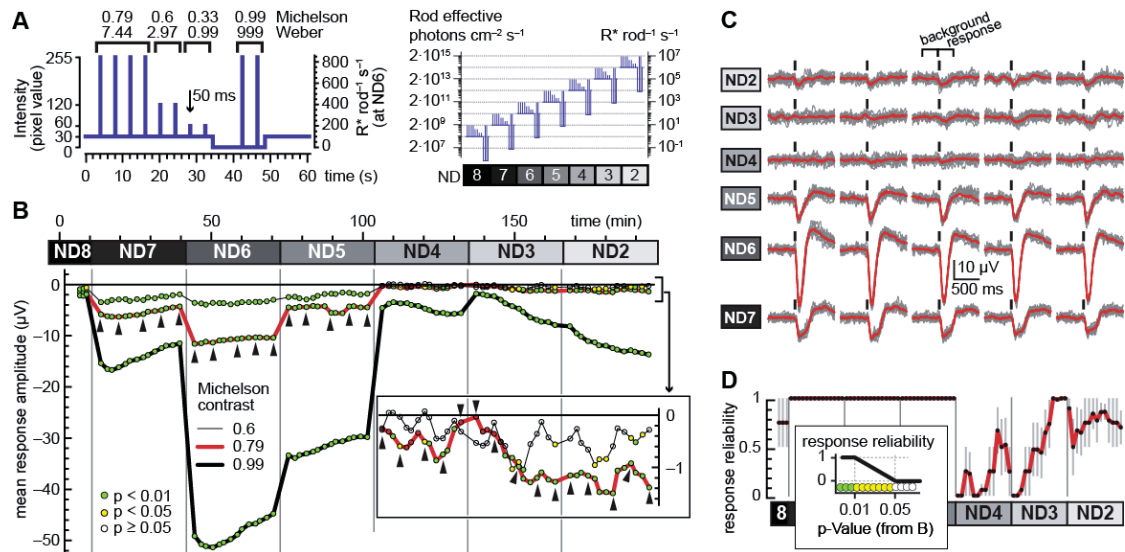 A
0.79 0.6 0.33 0.99 Michelson
7.44 2.97 0.99 999 Weber
Intensity
(pixel value)
255
120
60
30
0
50 ms
800
600
400
200
0
R* rod⁻¹ s⁻¹
(at ND6)
0 10 20 30 40 50 60 time (s)
Rod effective
photons cm⁻² s⁻¹ R* rod⁻¹ s⁻¹
2·10¹⁵ 10⁷
2·10¹³ 10⁵
2·10¹¹ 10³
2·10⁹ 10¹
2·10⁷ 10⁻¹
ND 8 7 6 5 4 3 2
B
0 50 100 150 time (min)
ND8 ND7 ND6 ND5 ND4 ND3 ND2
mean response amplitude (µV)
0
−10
−20
−30
−40
−50
Michelson
contrast
0.6
0.79
0.99
p < 0.01
p < 0.05
p ≥ 0.05
0
−1
C
background
response
ND2
ND3
ND4
ND5
ND6
10 µV
500 ms
ND7
D
response reliability
1
0.5
0
response reliability
1
0
0.01 0.05
p-Value (from B)
8 ND4 ND3 ND2